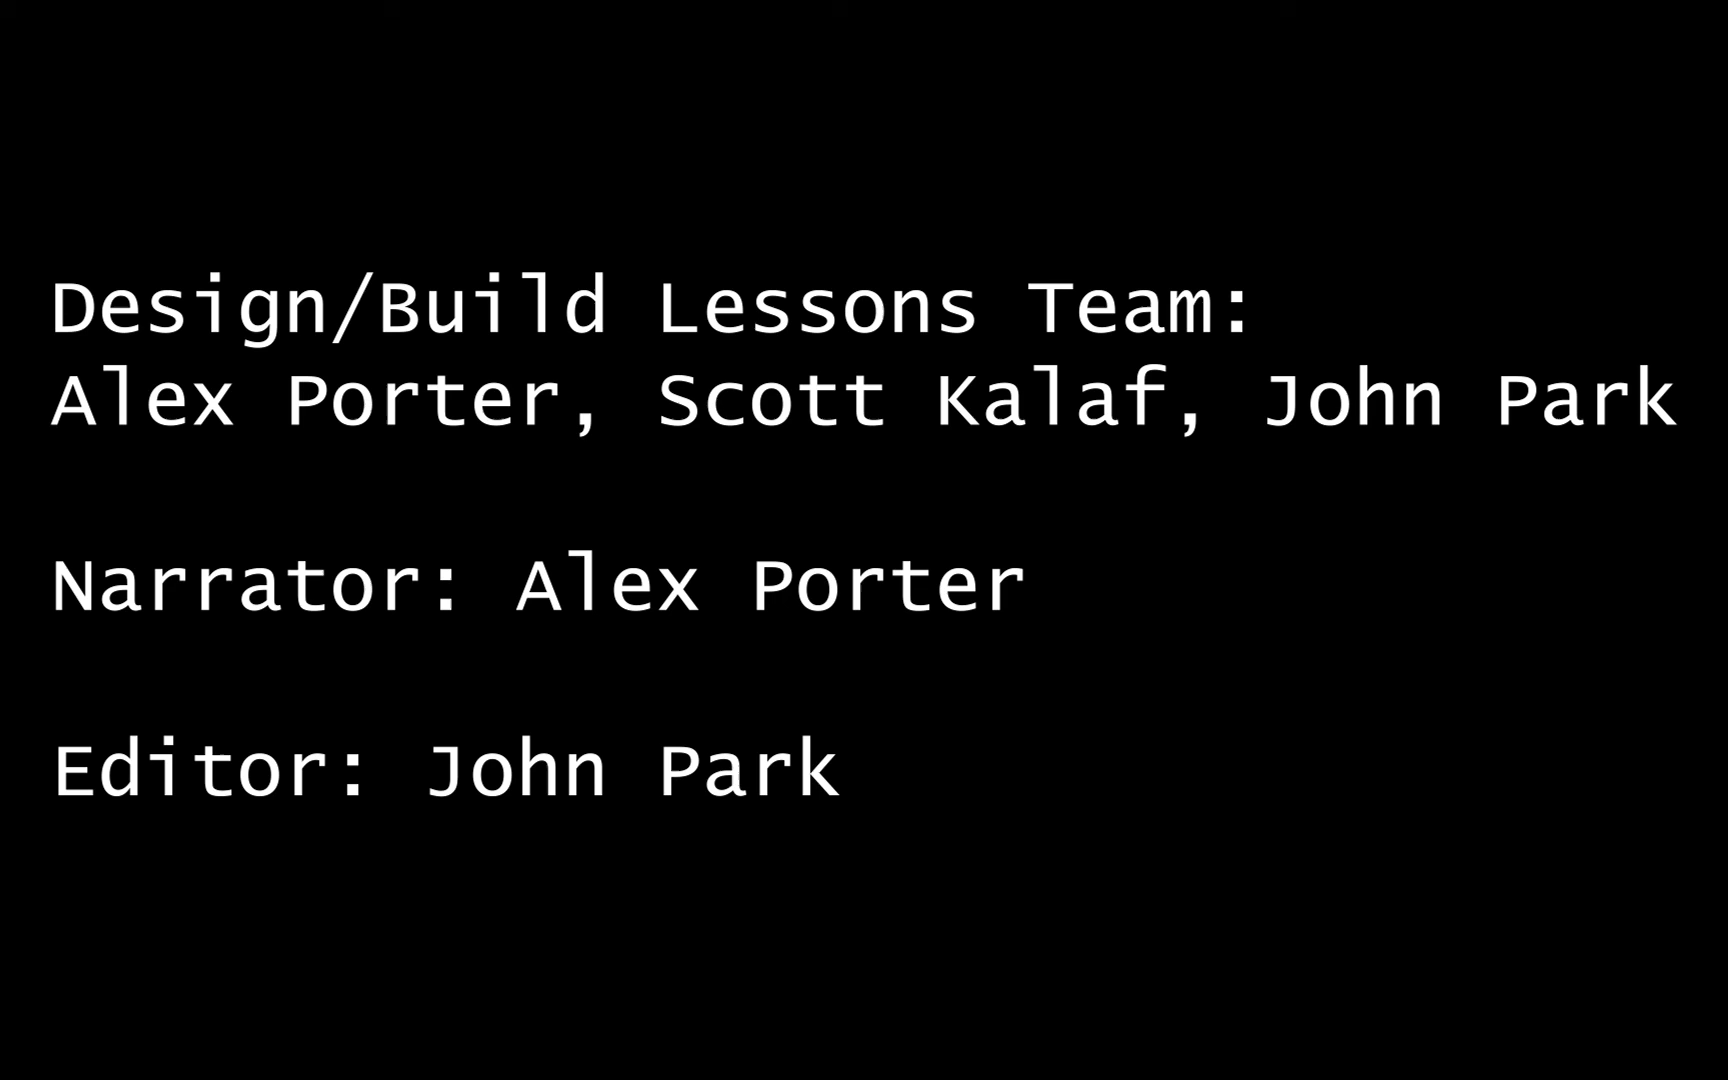 Design/Build Lessons Team:
Alex Porter, Scott Kalaf, John Park
Narrator: Alex Porter
Editor: John Park